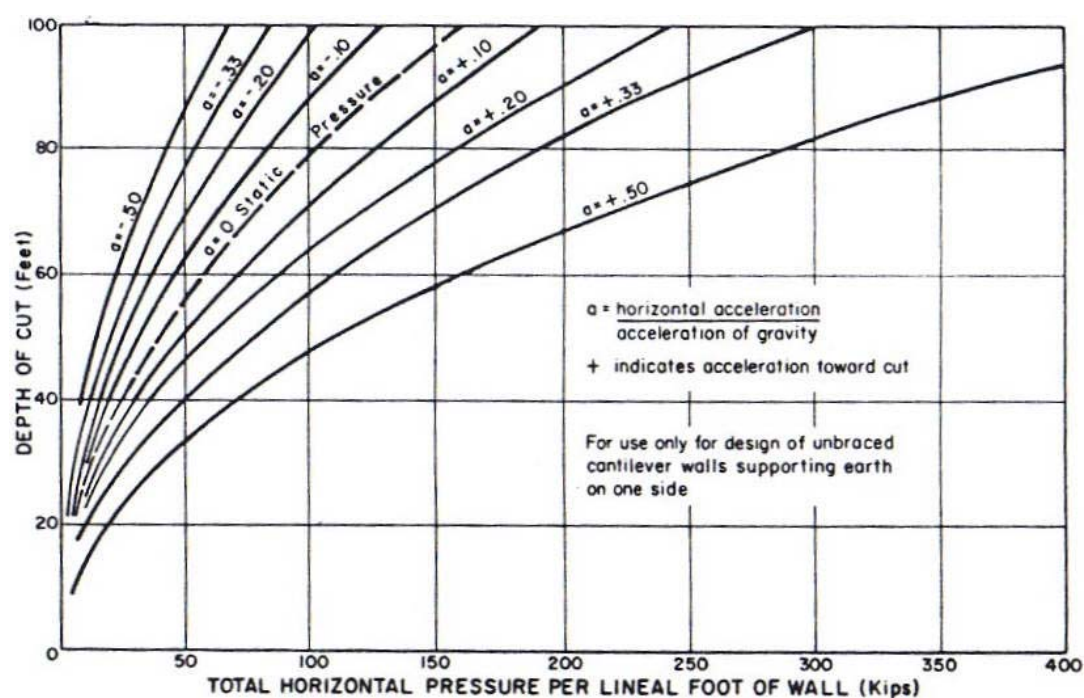 100
80
60
40
20
0
50
100
150
200
250
300
350
400
DEPTH OF CUT (Feet)
TOTAL HORIZONTAL PRESSURE PER LINEAL FOOT OF WALL (Kips)
a=-.50
a=-.33
a=-.20
a=-.10
a=0 Static Pressure
a=+.10
a=+.20
a=+.33
a=+.50
a = horizontal acceleration
acceleration of gravity
+ indicates acceleration toward cut
For use only for design of unbraced
cantilever walls supporting earth
on one side